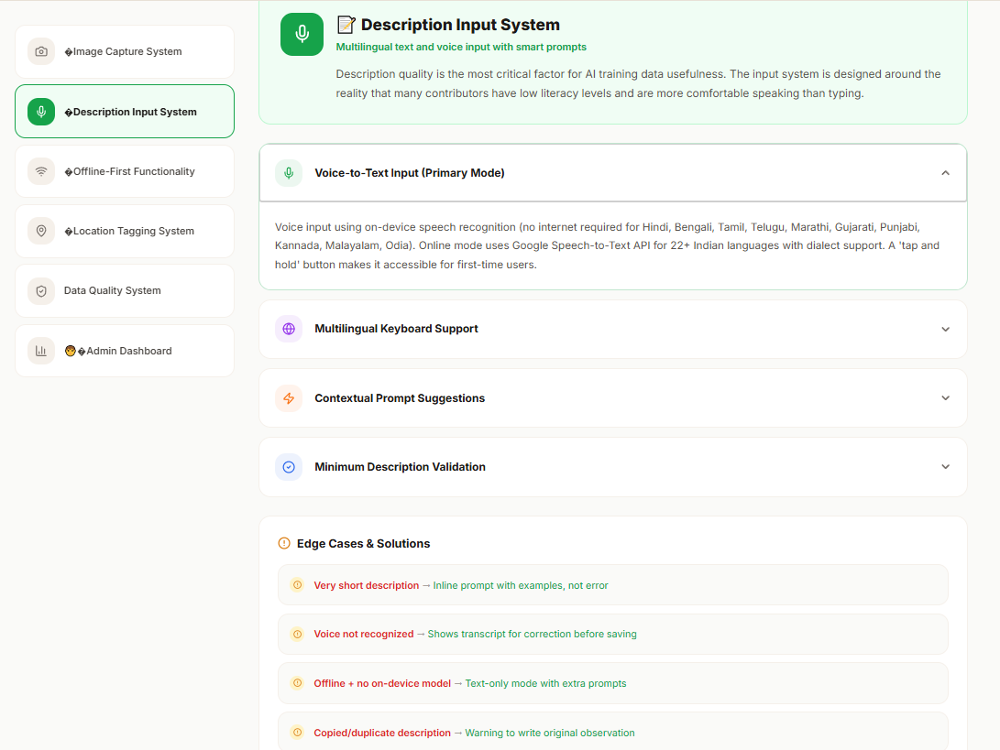 �Image Capture System
�Description Input System
�Offline-First Functionality
�Location Tagging System
Data Quality System
🧑�Admin Dashboard
📝 Description Input System
Multilingual text and voice input with smart prompts
Description quality is the most critical factor for AI training data usefulness. The input system is designed around the
reality that many contributors have low literacy levels and are more comfortable speaking than typing.
Voice-to-Text Input (Primary Mode)
Voice input using on-device speech recognition (no internet required for Hindi, Bengali, Tamil, Telugu, Marathi, Gujarati, Punjabi,
Kannada, Malayalam, Odia). Online mode uses Google Speech-to-Text API for 22+ Indian languages with dialect support. A 'tap and
hold' button makes it accessible for first-time users.
Multilingual Keyboard Support
Contextual Prompt Suggestions
Minimum Description Validation
Edge Cases & Solutions
Very short description → Inline prompt with examples, not error
Voice not recognized → Shows transcript for correction before saving
Offline + no on-device model → Text-only mode with extra prompts
Copied/duplicate description → Warning to write original observation